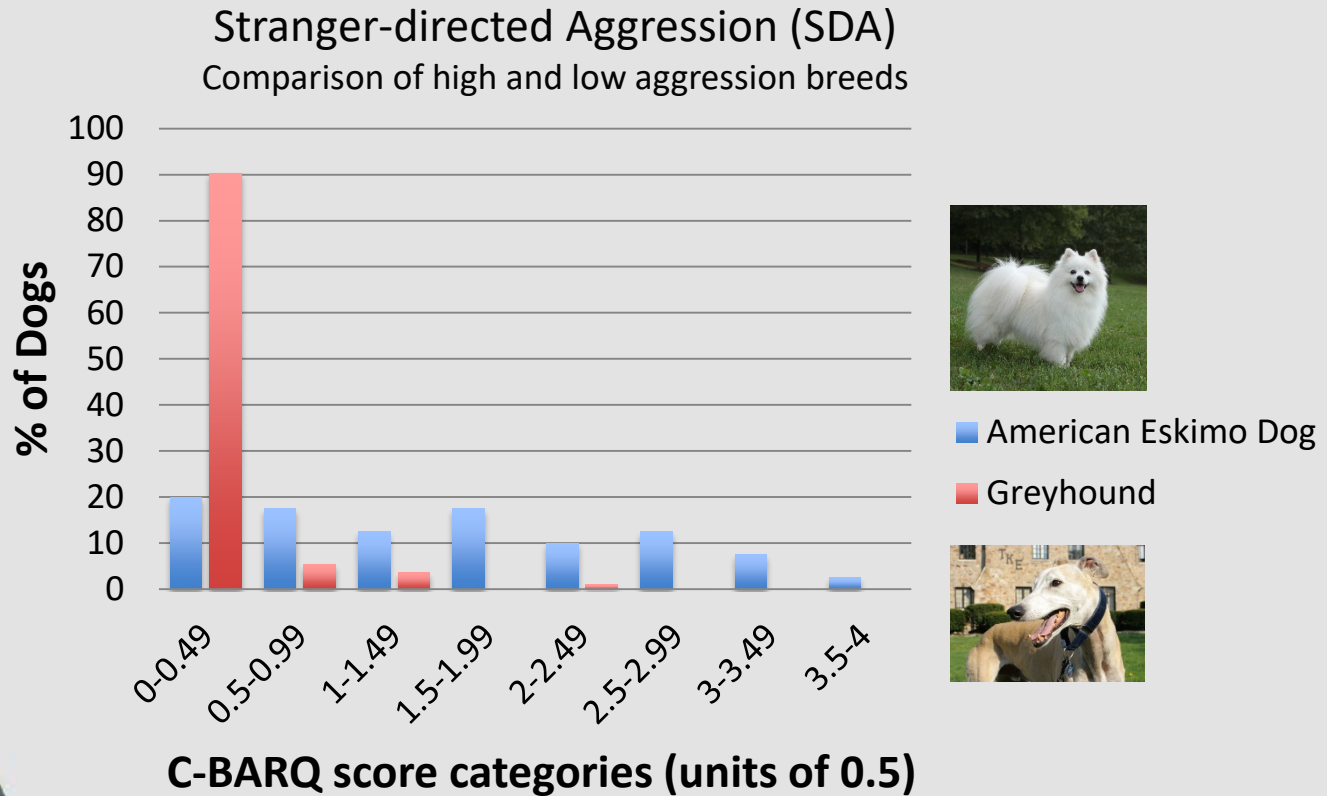 Stranger-directed Aggression (SDA)
Comparison of high and low aggression breeds
100
90
80
70
60
50
40
30
20
10
0
% of Dogs
0-0.49
0.5-0.99
1-1.49
1.5-1.99
2-2.49
2.5-2.99
3-3.49
3.5-4
C-BARQ score categories (units of 0.5)
American Eskimo Dog
Greyhound
TKE